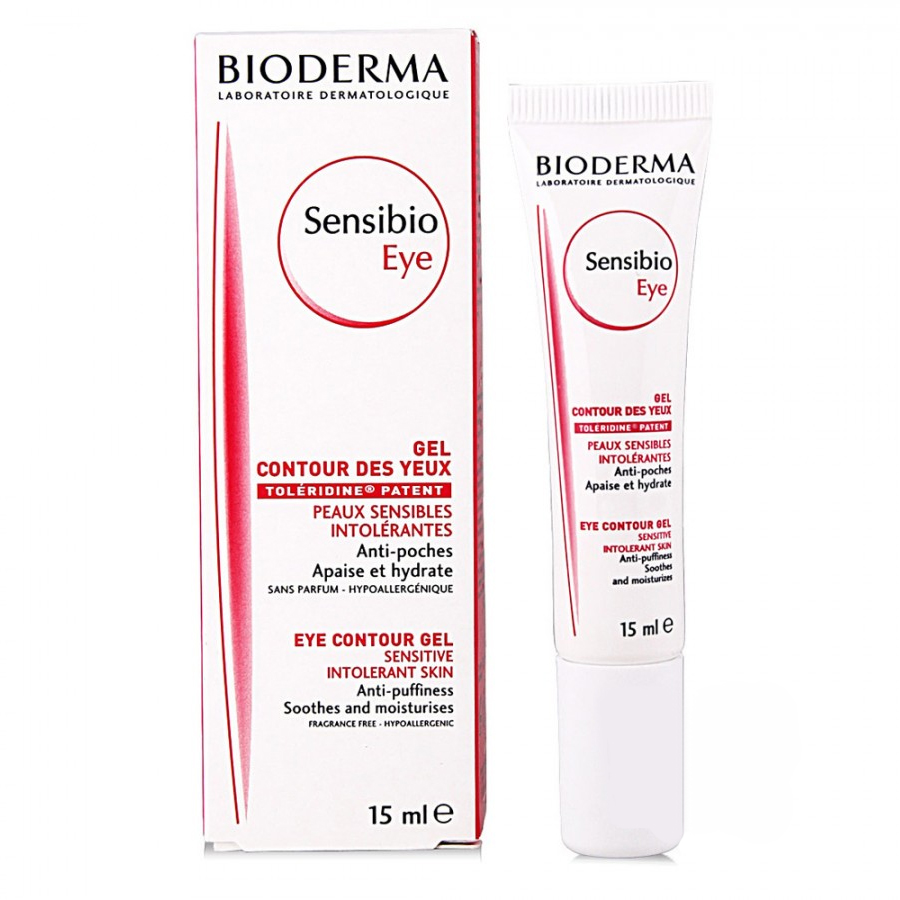 BIODERMA
LABORATOIRE DERMATOLOGIQUE
Sensibio
Eye
GEL
CONTOUR DES YEUX
TOLÉRIDINE® PATENT
PEAUX SENSIBLES
INTOLÉRANTES
Anti-poches
Apaise et hydrate
SANS PARFUM - HYPOALLERGÉNIQUE
EYE CONTOUR GEL
SENSITIVE
INTOLERANT SKIN
Anti-puffiness
Soothes and moisturises
FRAGRANCE FREE - HYPOALLERGENIC
15 ml e
BIODERMA
LABORATOIRE DERMATOLOGIQUE
Sensibio
Eye
GEL
CONTOUR DES YEUX
TOLÉRIDINE® PATENT
PEAUX SENSIBLES
INTOLÉRANTES
Anti-poches
Apaise et hydrate
EYE CONTOUR GEL
SENSITIVE
INTOLERANT SKIN
Anti-puffiness
Soothes
and moisturizes
15 ml e